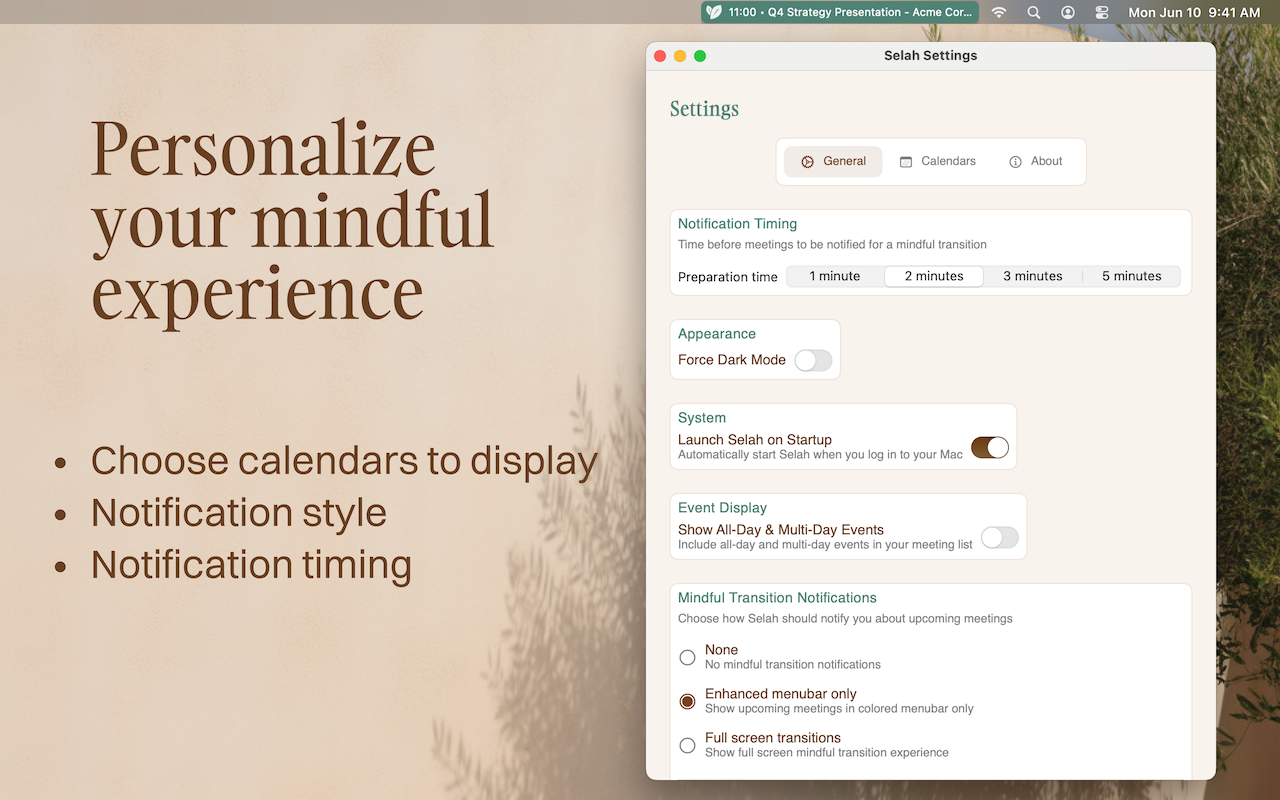 11:00 • Q4 Strategy Presentation - Acme Cor...
Mon Jun 10 9:41 AM
Personalize
your mindful
experience
• Choose calendars to display
• Notification style
• Notification timing
Selah Settings
Settings
General
Calendars
About
Notification Timing
Time before meetings to be notified for a mindful transition
Preparation time
1 minute
2 minutes
3 minutes
5 minutes
Appearance
Force Dark Mode
System
Launch Selah on Startup
Automatically start Selah when you log in to your Mac
Event Display
Show All-Day & Multi-Day Events
Include all-day and multi-day events in your meeting list
Mindful Transition Notifications
Choose how Selah should notify you about upcoming meetings
None
No mindful transition notifications
Enhanced menubar only
Show upcoming meetings in colored menubar only
Full screen transitions
Show full screen mindful transition experience